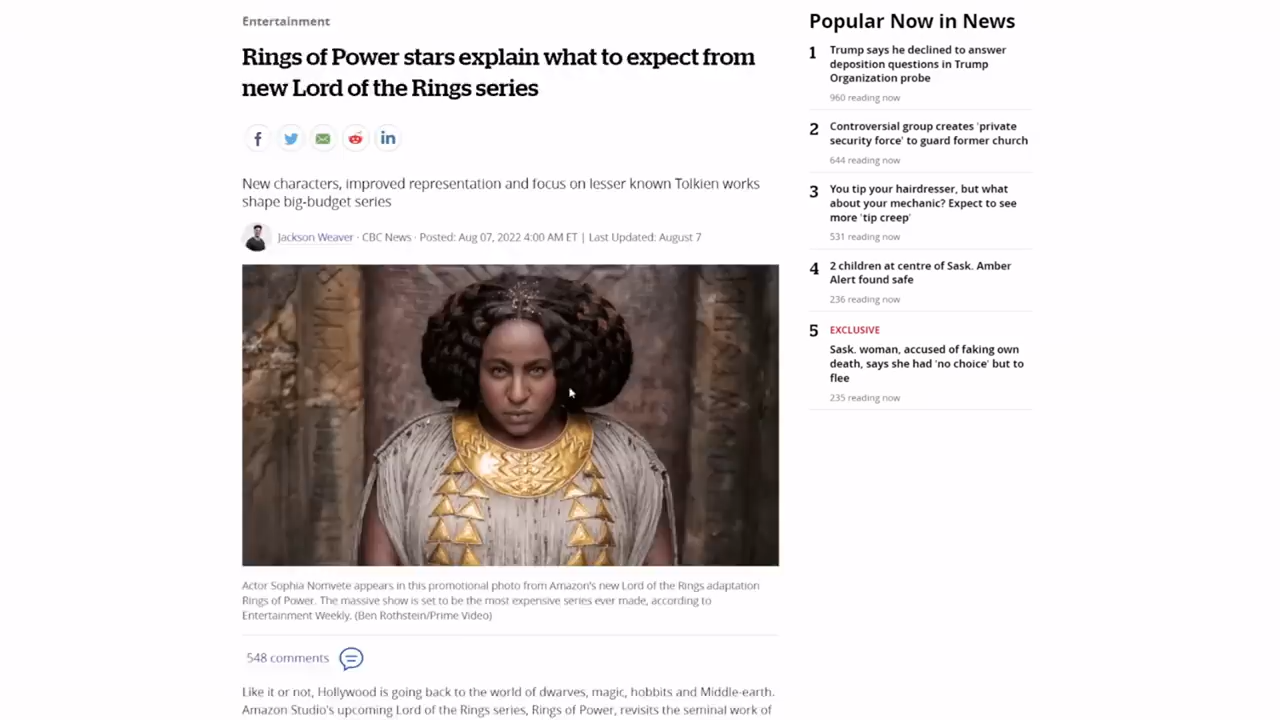 Entertainment
Rings of Power stars explain what to expect from
new Lord of the Rings series
New characters, improved representation and focus on lesser known Tolkien works
shape big-budget series
Jackson Weaver · CBC News · Posted: Aug 07, 2022 4:00 AM ET | Last Updated: August 7
Actor Sophia Nomvete appears in this promotional photo from Amazon's new Lord of the Rings adaptation
Rings of Power. The massive show is set to be the most expensive series ever made, according to
Entertainment Weekly. (Ben Rothstein/Prime Video)
548 comments
Like it or not, Hollywood is going back to the world of dwarves, magic, hobbits and Middle-earth.
Amazon Studio's upcoming Lord of the Rings series, Rings of Power, revisits the seminal work of
Popular Now in News
1 Trump says he declined to answer
deposition questions in Trump
Organization probe
960 reading now
2 Controversial group creates 'private
security force' to guard former church
644 reading now
3 You tip your hairdresser, but what
about your mechanic? Expect to see
more 'tip creep'
531 reading now
4 2 children at centre of Sask. Amber
Alert found safe
236 reading now
5 EXCLUSIVE
Sask. woman, accused of faking own
death, says she had 'no choice' but to
flee
235 reading now